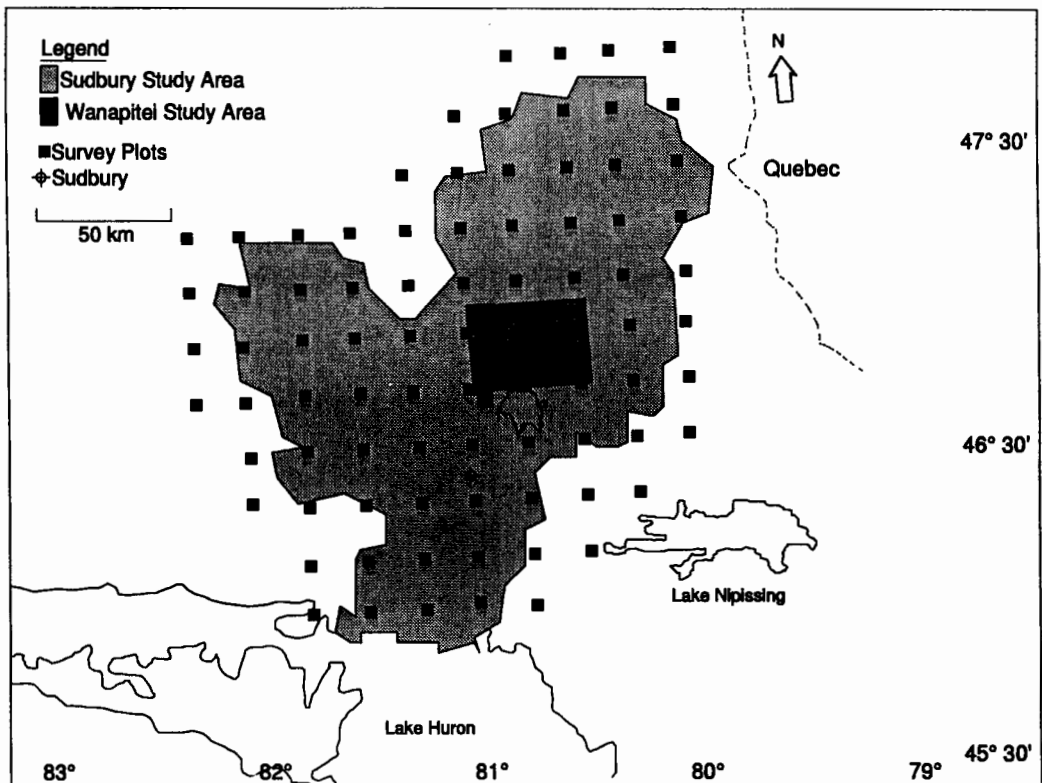 Legend
Sudbury Study Area
Wanapitei Study Area
Survey Plots
Sudbury
50 km
N
Quebec
47° 30'
46° 30'
Lake Nipissing
Lake Huron
45° 30'
83°
82°
81°
80°
79°